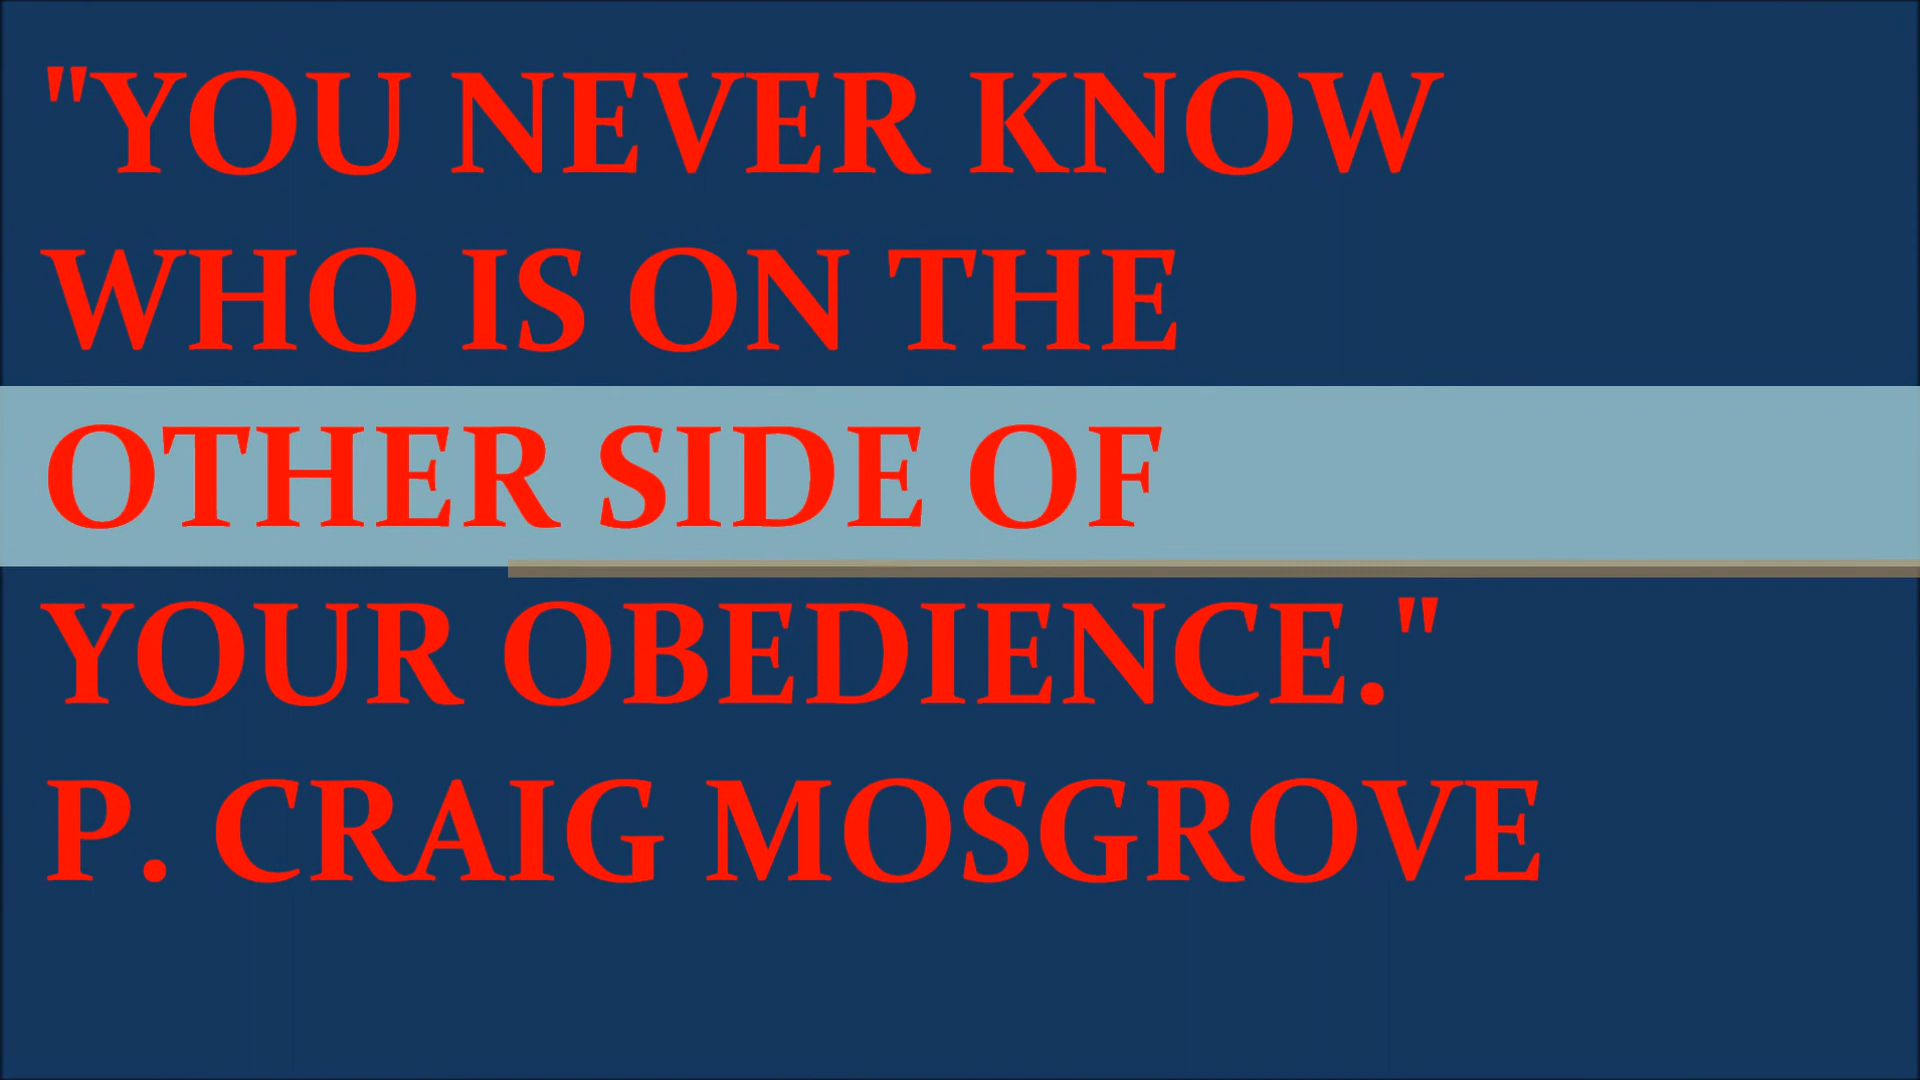 "YOU NEVER KNOW
WHO IS ON THE
OTHER SIDE OF
YOUR OBEDIENCE."
P. CRAIG MOSGROVE